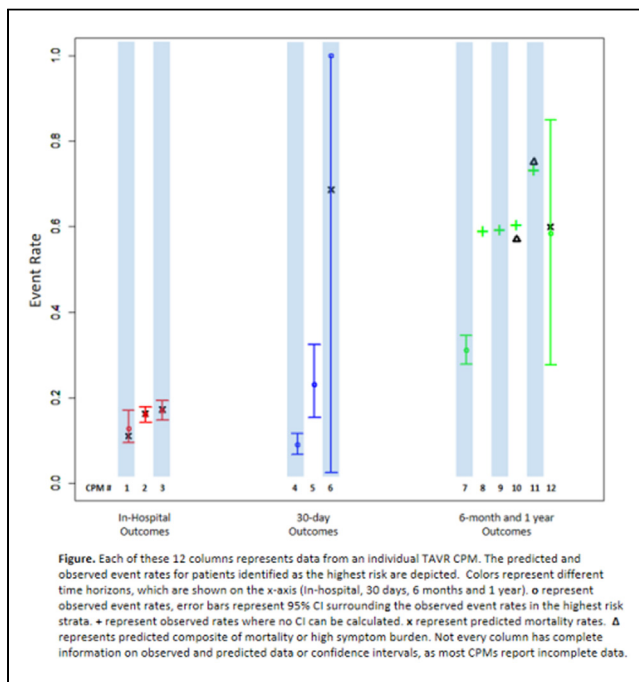 1.0
0.8
0.6
0.4
0.2
0.0
Event Rate
CPM # 1 2 3 4 5 6 7 8 9 10 11 12
In-Hospital Outcomes
30-day Outcomes
6-month and 1 year Outcomes
Figure. Each of these 12 columns represents data from an individual TAVR CPM. The predicted and
observed event rates for patients identified as the highest risk are depicted. Colors represent different
time horizons, which are shown on the x-axis (In-hospital, 30 days, 6 months and 1 year). o represent
observed event rates, error bars represent 95% CI surrounding the observed event rates in the highest risk
strata. + represent observed rates where no CI can be calculated. x represent predicted mortality rates. Δ
represents predicted composite of mortality or high symptom burden. Not every column has complete
information on observed and predicted data or confidence intervals, as most CPMs report incomplete data.